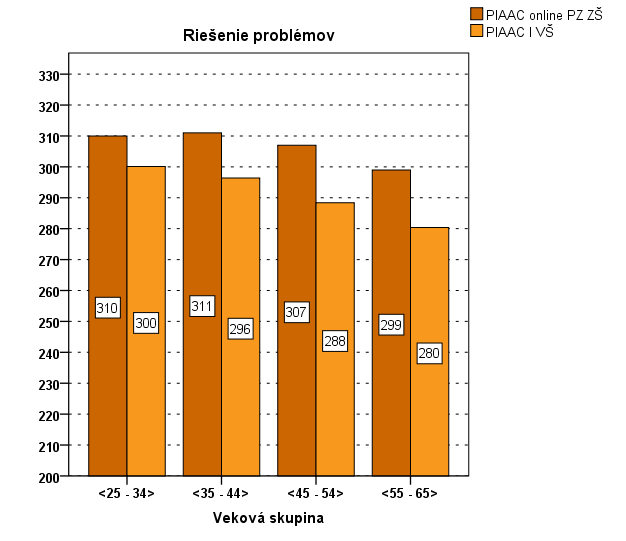 PIAAC online PZ ZŠ
PIAAC I VŠ
Riešenie problémov
330
320
310
300
290
280
270
260
250
240
230
220
210
200
310
300
311
296
307
288
299
280
<25 - 34>
<35 - 44>
<45 - 54>
<55 - 65>
Veková skupina